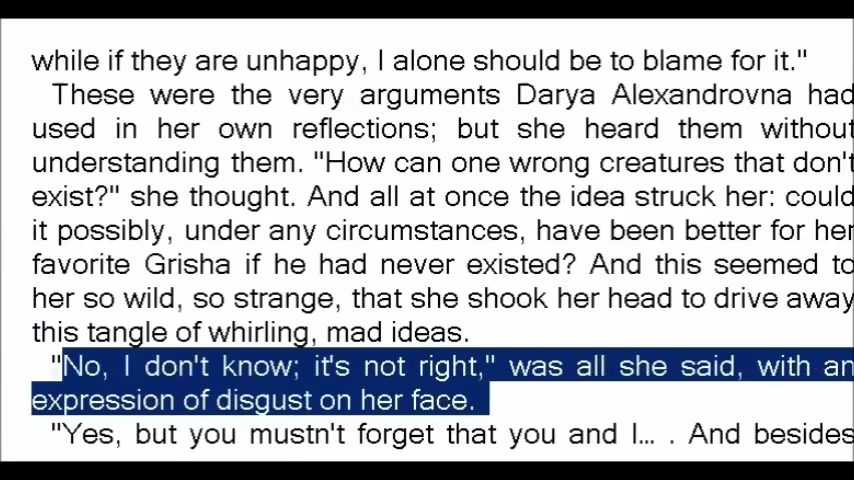 while if they are unhappy, I alone should be to blame for it."
These were the very arguments Darya Alexandrovna had
used in her own reflections; but she heard them without
understanding them. "How can one wrong creatures that don't
exist?" she thought. And all at once the idea struck her: could
it possibly, under any circumstances, have been better for her
favorite Grisha if he had never existed? And this seemed to
her so wild, so strange, that she shook her head to drive away
this tangle of whirling, mad ideas.
"No, I don't know; it's not right," was all she said, with an
expression of disgust on her face.
"Yes, but you mustn't forget that you and I... . And besides